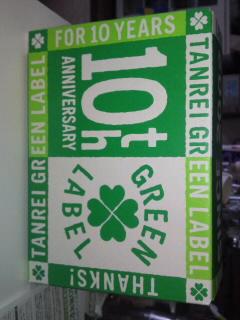 FOR 10 YEARS
TANREI GREEN LABEL
10th
ANNIVERSARY
GREEN
LABEL
THANKS!
TANREI GREEN LABEL